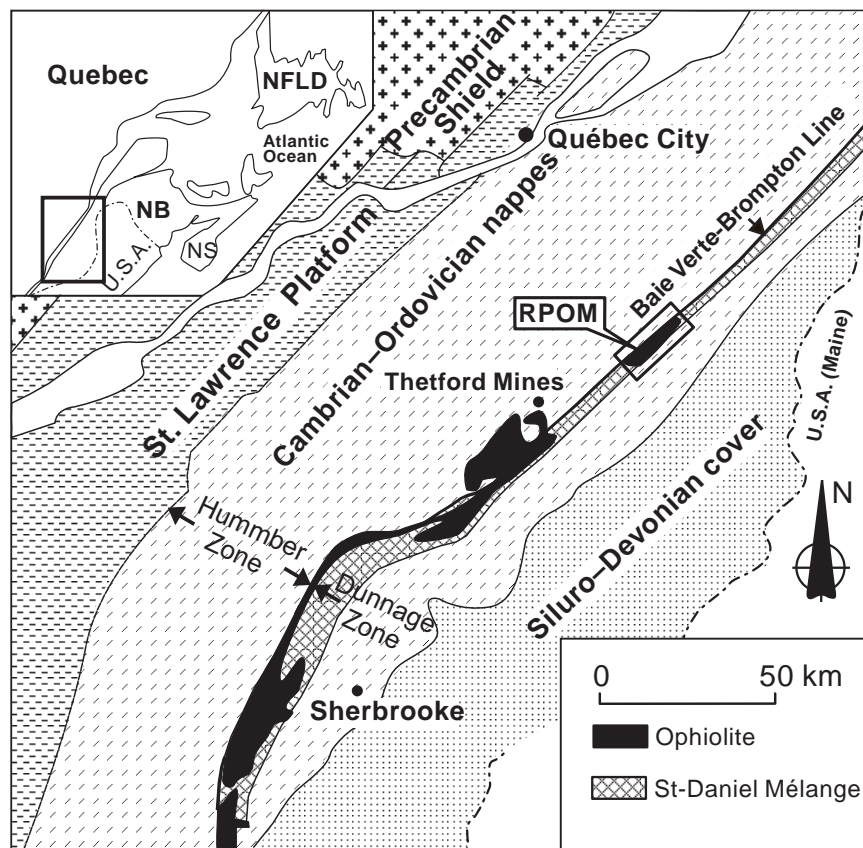 Quebec
NFLD
Atlantic
Ocean
NB
U.S.A.
NS
Precambrian
Shield
Québec City
St. Lawrence Platform
Cambrian–Ordovician nappes
Baie Verte-Brompton Line
RPOM
Thetford Mines
U.S.A. (Maine)
Siluro–Devonian cover
N
Hummber
Zone
Dunnage
Zone
Sherbrooke
0 50 km
Ophiolite
St-Daniel Mélange